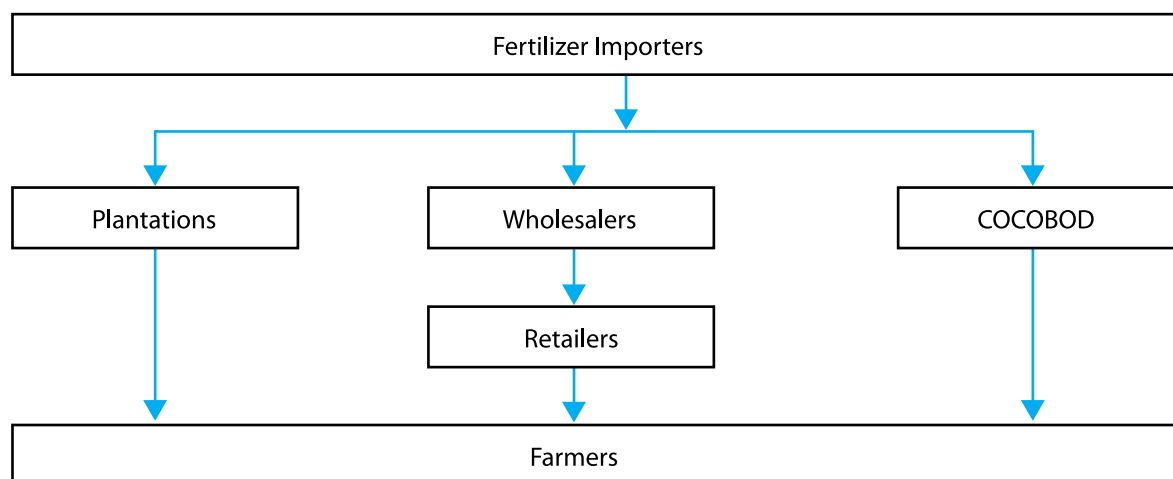 Fertilizer Importers
Plantations
Wholesalers
COCOBOD
Retailers
Farmers